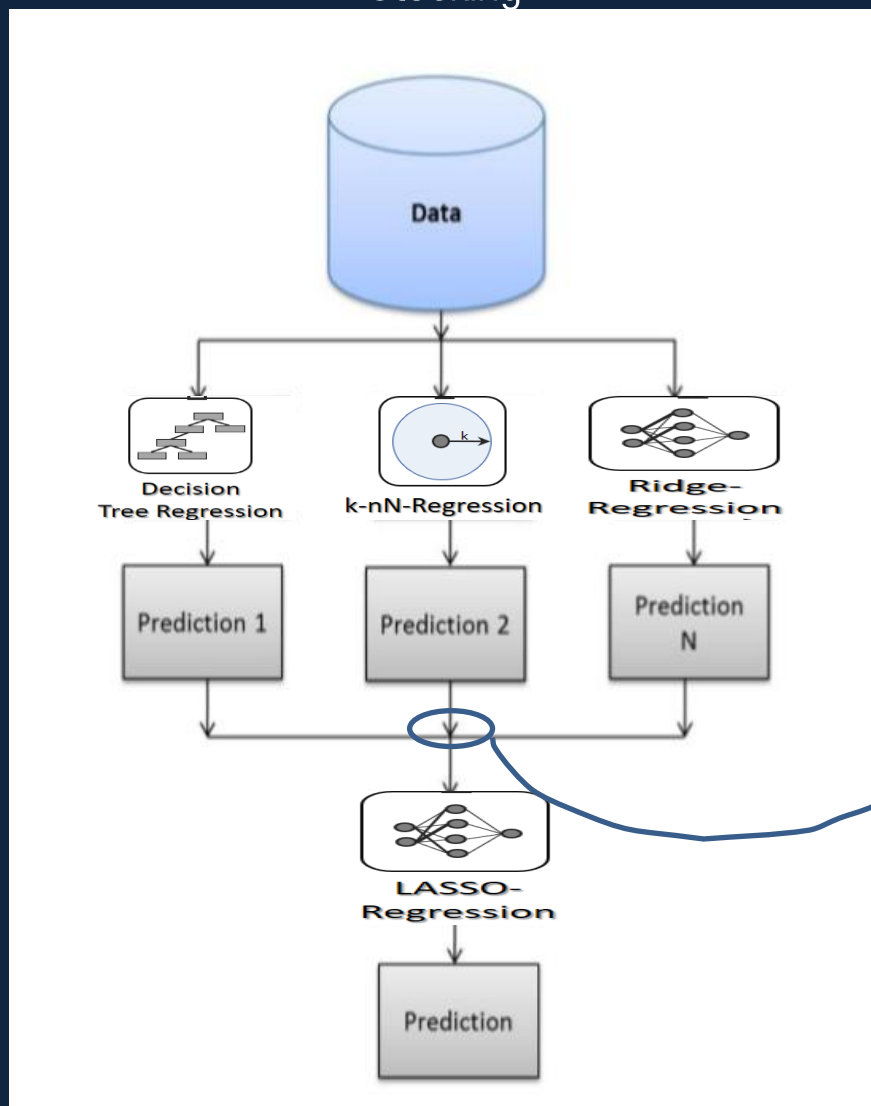 Data
k
Decision
Tree Regression
k-nN-Regression
Ridge-
Regression
Prediction 1
Prediction 2
Prediction
N
LASSO-
Regression
Prediction